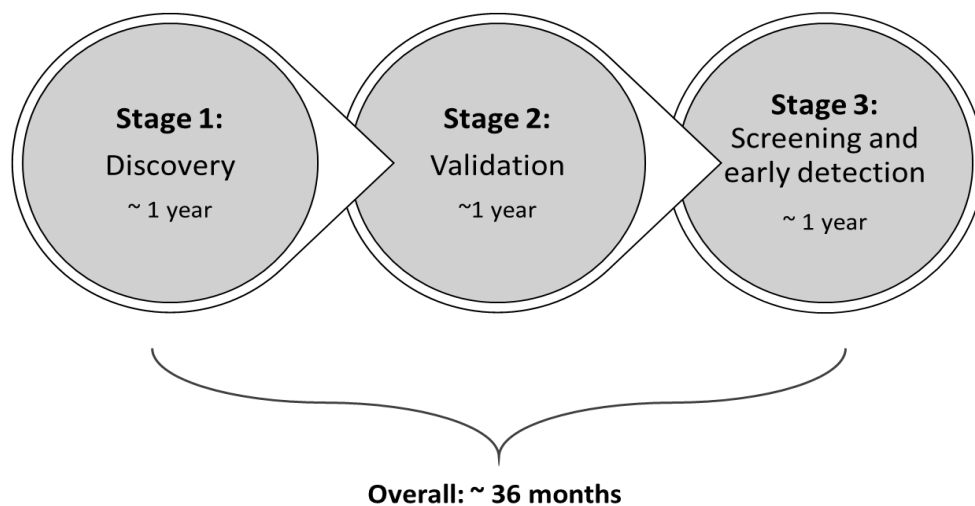 Stage 1:
Discovery
~ 1 year
Stage 2:
Validation
~1 year
Stage 3:
Screening and
early detection
~ 1 year
Overall: ~ 36 months